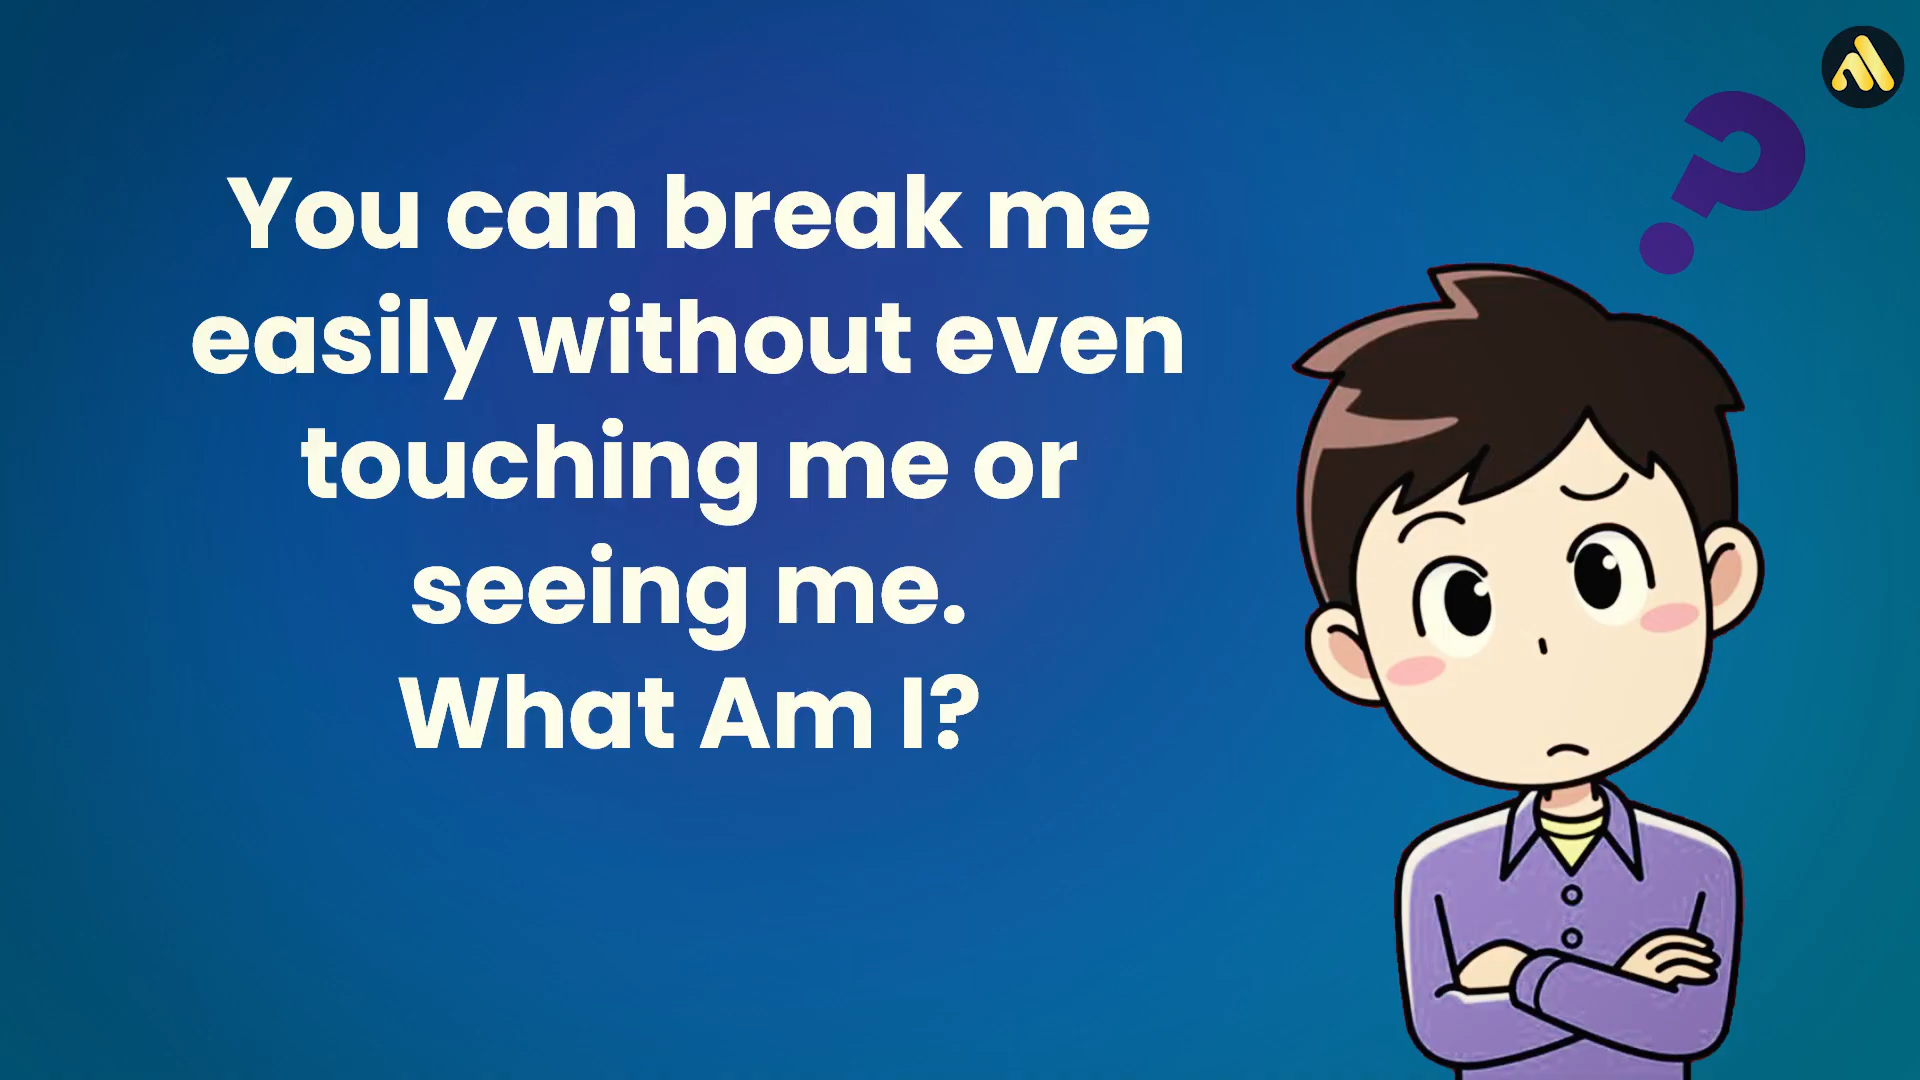 You can break me
easily without even
touching me or
seeing me.
What Am I?
?